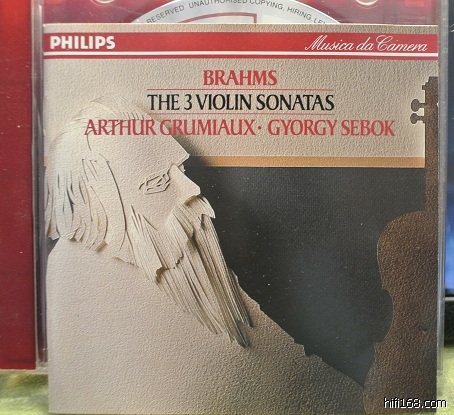 RESERVED UNAUTHORISED COPYING, HIRING, LE
PHILIPS Musica da Camera
BRAHMS
THE 3 VIOLIN SONATAS
ARTHUR GRUMIAUX · GYORGY SEBOK
hifi168.com